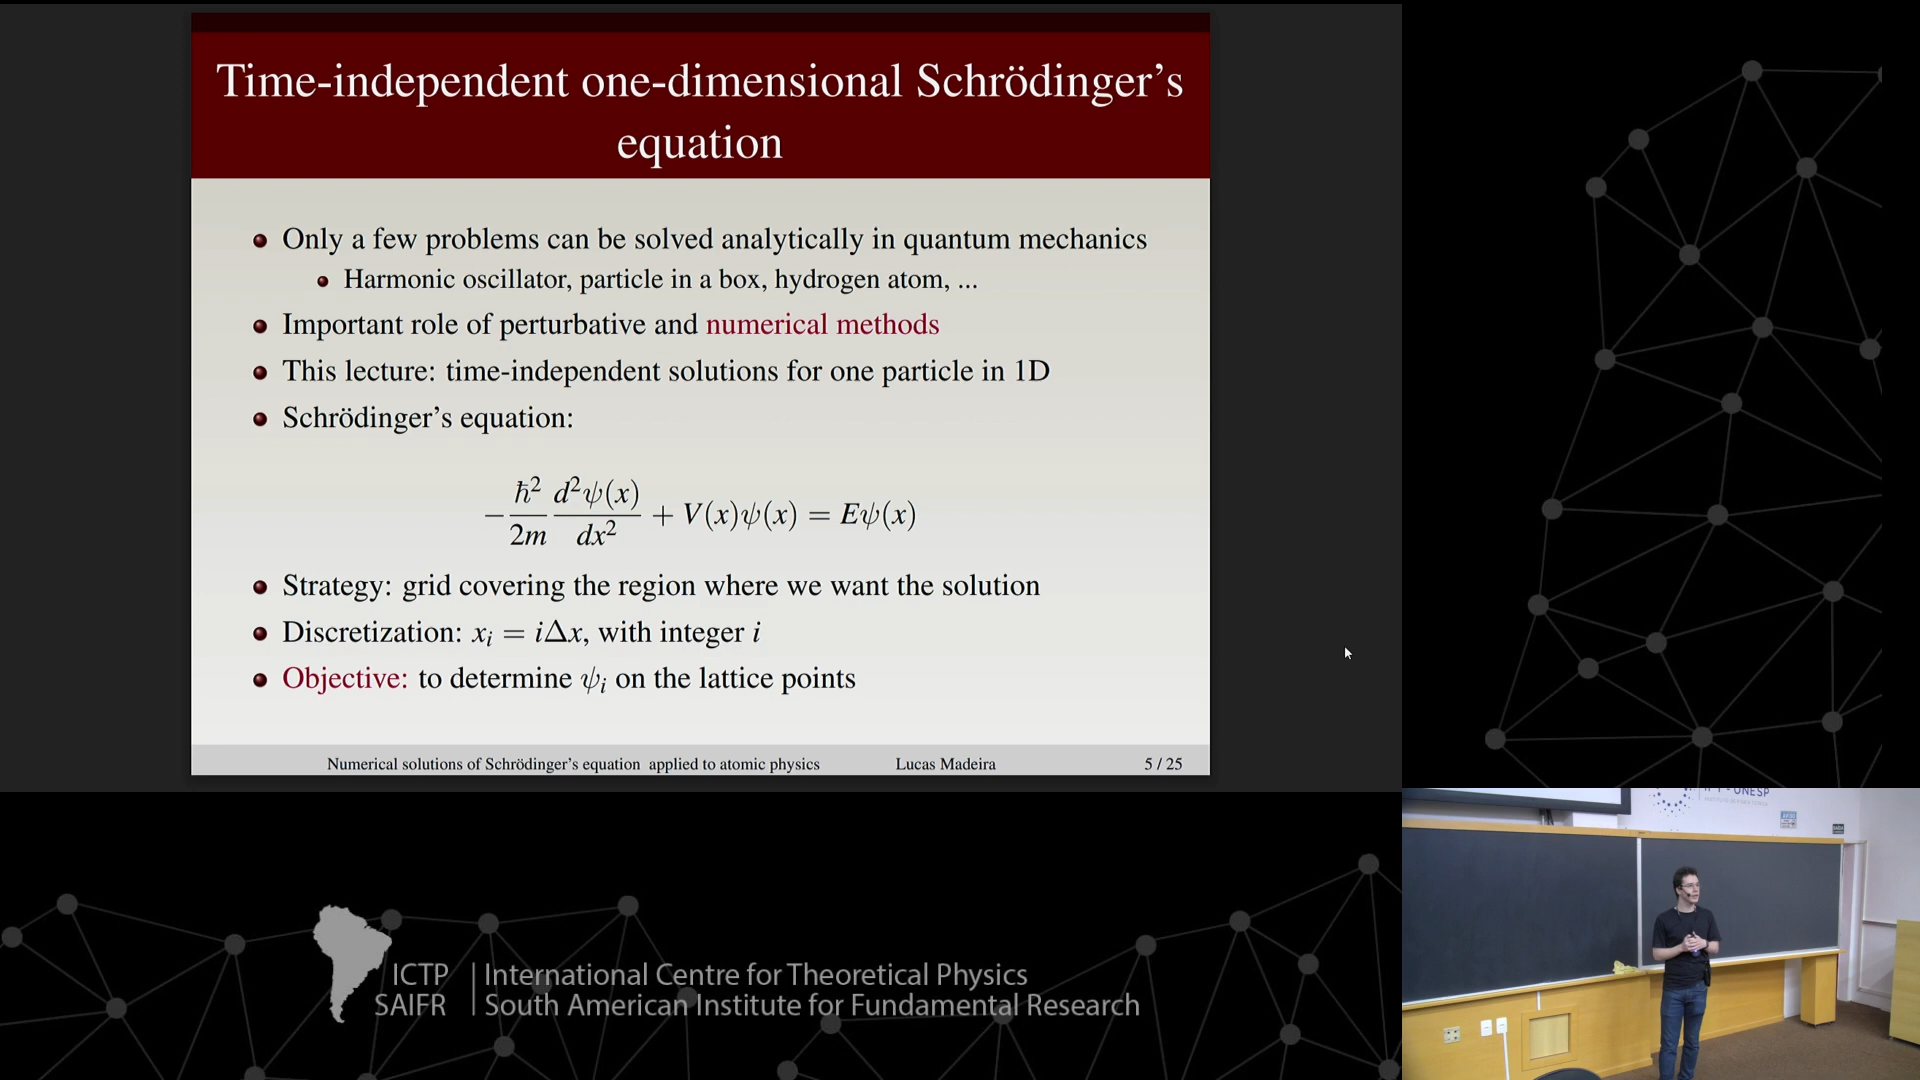 Time-independent one-dimensional Schrödinger's
equation
Only a few problems can be solved analytically in quantum mechanics
Harmonic oscillator, particle in a box, hydrogen atom, ...
Important role of perturbative and numerical methods
This lecture: time-independent solutions for one particle in 1D
Schrödinger's equation:
−ħ²/2m d²ψ(x)/dx² + V(x)ψ(x) = Eψ(x)
Strategy: grid covering the region where we want the solution
Discretization: xᵢ = iΔx, with integer i
Objective: to determine ψᵢ on the lattice points
Numerical solutions of Schrödinger's equation applied to atomic physics Lucas Madeira 5 / 25
ICTP International Centre for Theoretical Physics
SAIFR South American Institute for Fundamental Research